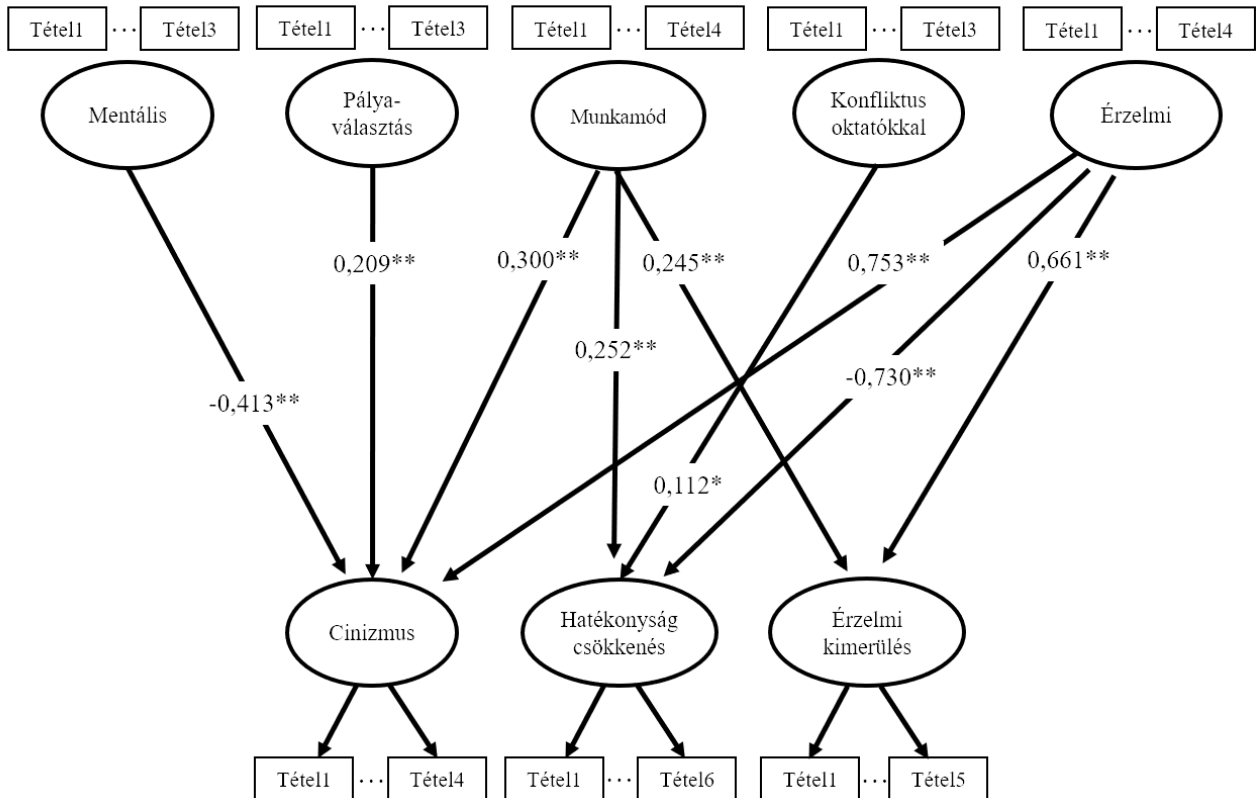 Tétel1 ... Tétel3 Tétel1 ... Tétel3 Tétel1 ... Tétel4 Tétel1 ... Tétel3 Tétel1 ... Tétel4
Mentális
Pálya-
választás
Munkamód
Konfliktus
oktatókkal
Érzelmi
0,209** 0,300** 0,245** 0,753** 0,661**
0,252**
-0,730**
-0,413**
0,112*
Cinizmus
Hatékonyság
csökkenés
Érzelmi
kimerülés
Tétel1 ... Tétel4 Tétel1 ... Tétel6 Tétel1 ... Tétel5